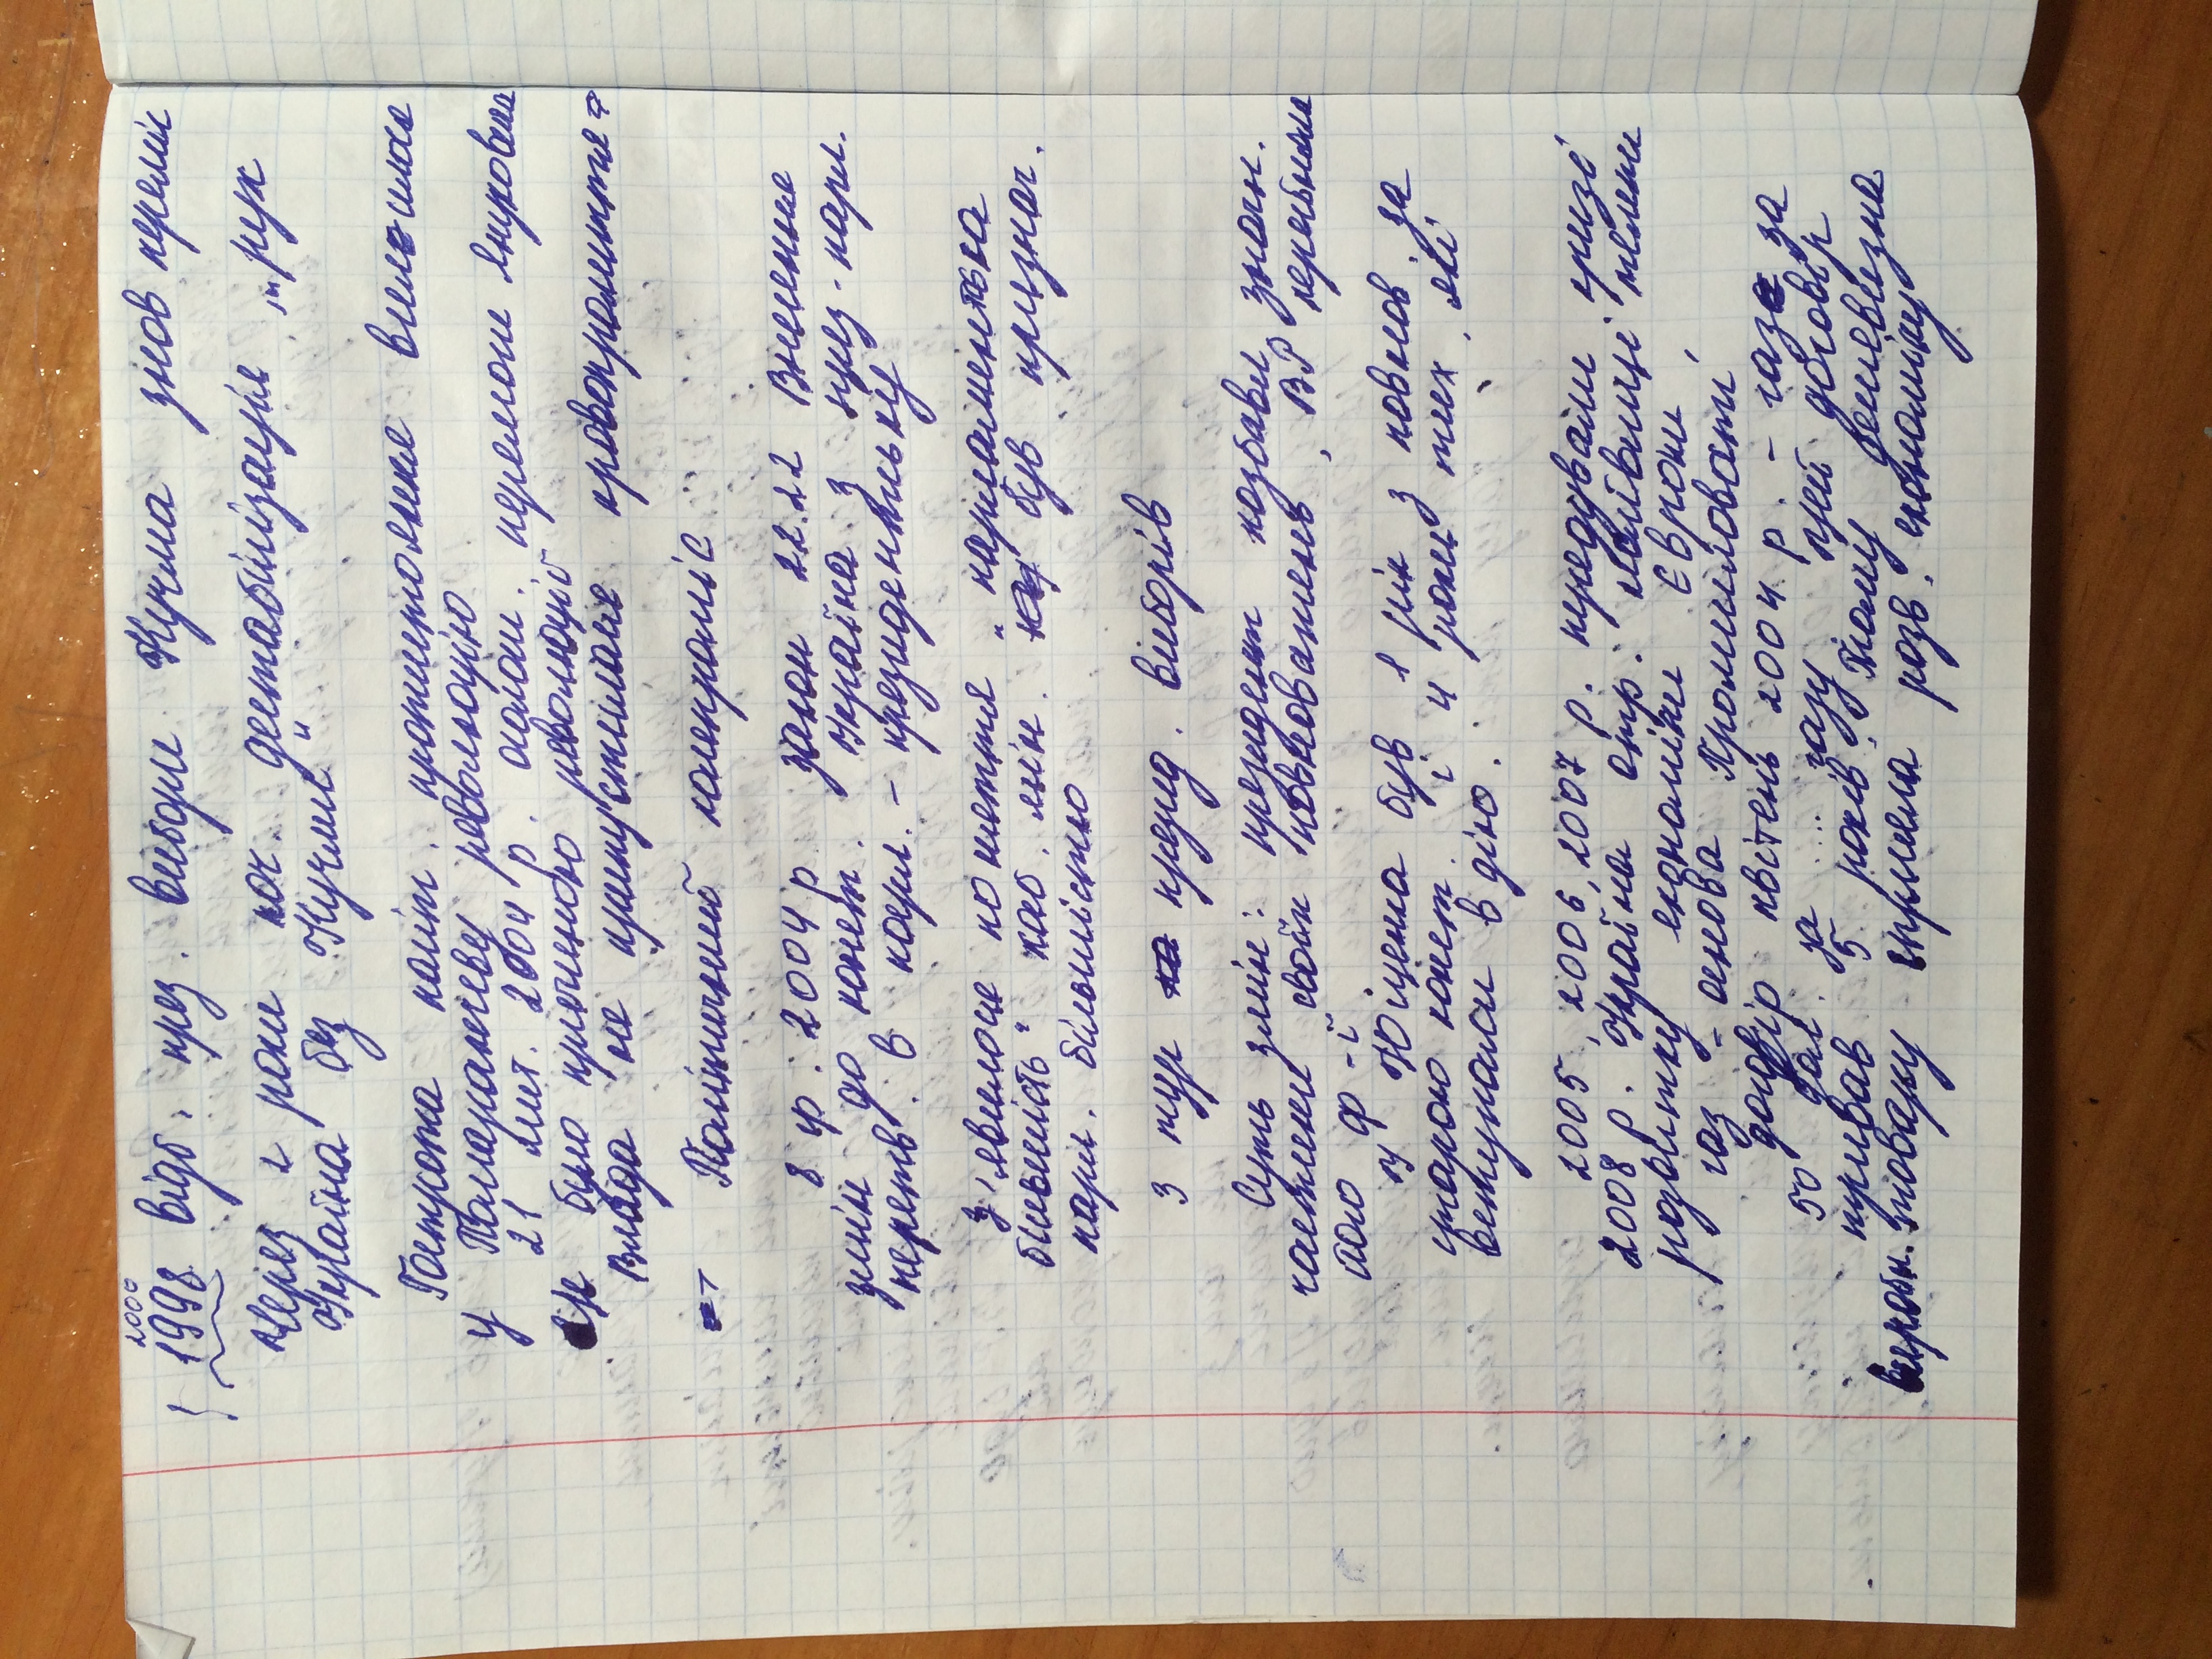 2000
1998 відб. през. вибори Кучма знов переміг
Через 2 роки поч. дестабілізація „рух
Україна без Кучми"
Гострота політ. протистояння вилилась
у Помаранчеву революцію
21 лист. 2004 р. оголош. перемоги Януковича
Це було причиною революції
Влада не припустилася кровопролиття =
Політичний компроміс
8 гр. 2004 р. закон 22.22 Внесення
змін до конст. Україна з през-парл.
перетв. в парл. - президентську
З'явилося поняття „парламентська
більшість" каб. мін. був признач.
парл. більшістю
3 тур презид. виборів
Суть змін: президент позбавл. значн.
частини своїх повноважень, ВР перебрала
його ф-ї
У Ющенка був 1 рік з повнов. за
старою конст. і 4 роки тих, які
вступали в дію.
2005, 2006, 2007 р. передували кризі
2008 р. Україна отр. найвищі темпи
розвитку економіки Європи,
газ - основа Промисловості
договір квітень 2004 р. - газ за
50 дол. за ... газу. Цей договір
тривав 5 років. Тому дешевизна
виробн. товару сприяла розв. економіку